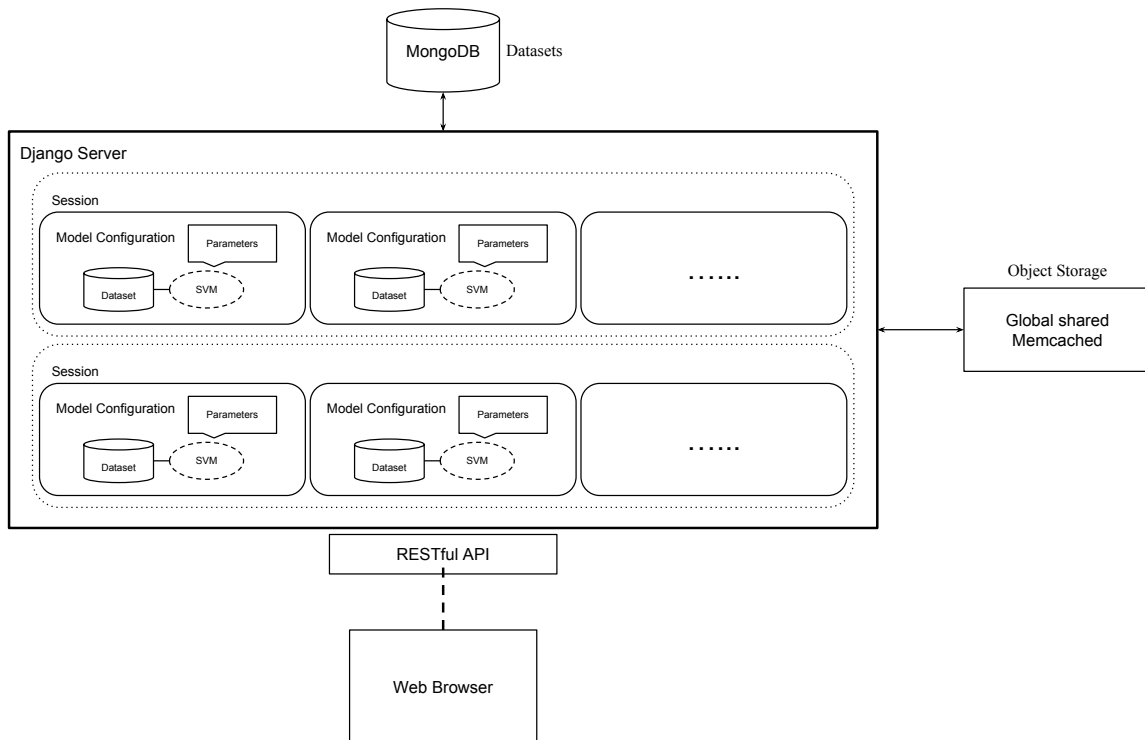 MongoDB
Datasets
Django Server
Session
Model Configuration
Parameters
Dataset
SVM
Model Configuration
Parameters
Dataset
SVM
......
Session
Model Configuration
Parameters
Dataset
SVM
Model Configuration
Parameters
Dataset
SVM
......
Object Storage
Global shared
Memcached
RESTful API
Web Browser